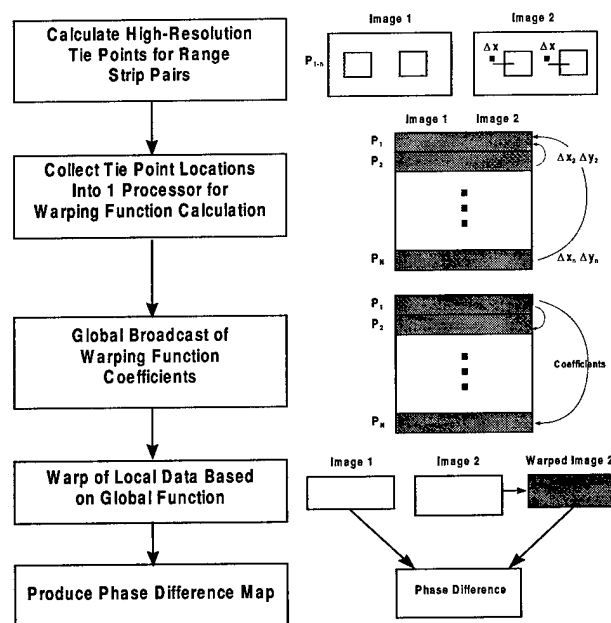 Calculate High-Resolution
Tie Points for Range
Strip Pairs
Image 1
Image 2
P1-n
Δx
Δx
Collect Tie Point Locations
Into 1 Processor for
Warping Function Calculation
Image 1
Image 2
P1
P2
Δx2 Δy2
PN
Δxn Δyn
Global Broadcast of
Warping Function
Coefficients
P1
P2
Coefficients
PN
Warp of Local Data Based
on Global Function
Image 1
Image 2
Warped Image 2
Produce Phase Difference Map
Phase Difference